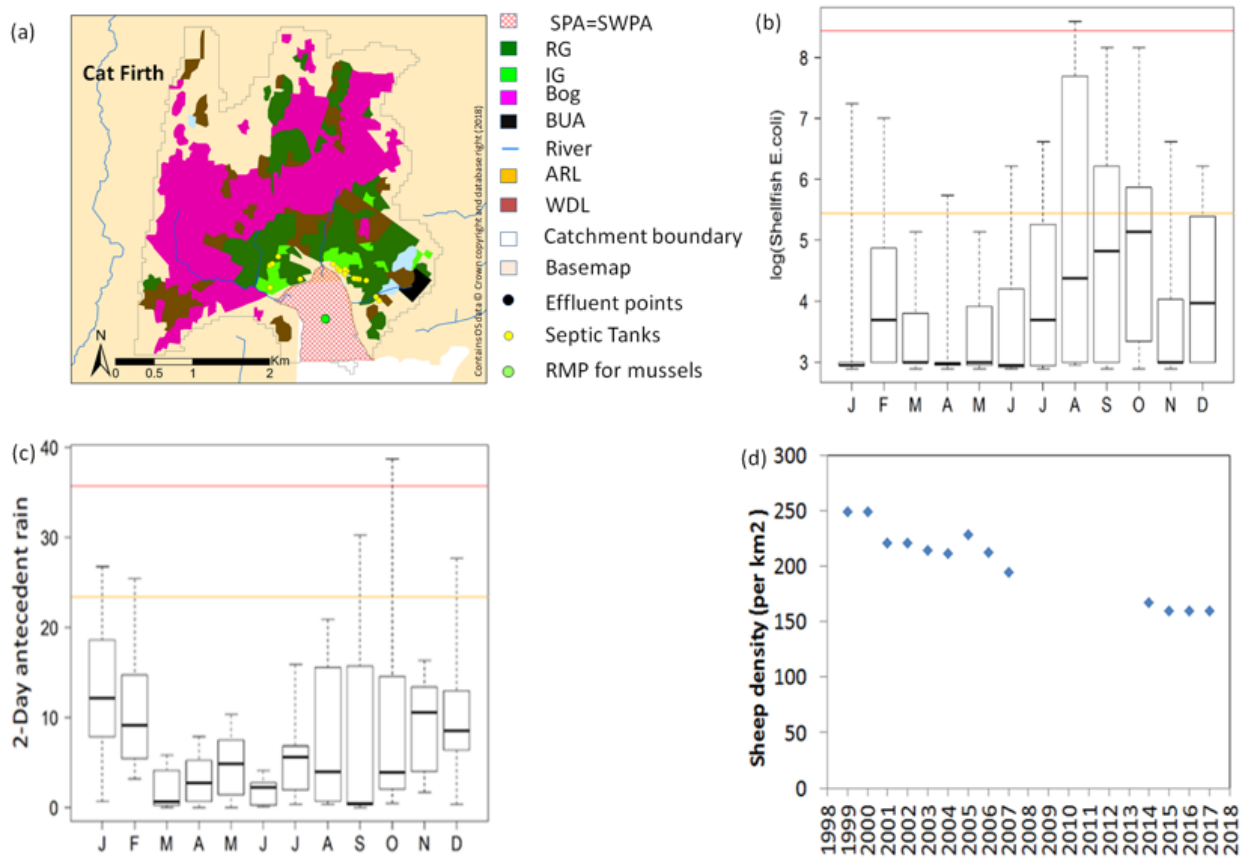 (a)
Cat Firth
N
Km
0 0.5 1 2
Contains OS data © Crown copyright and database right (2018)
SPA=SWPA
RG
IG
Bog
BUA
River
ARL
WDL
Catchment boundary
Basemap
Effluent points
Septic Tanks
RMP for mussels
(b)
log(Shellfish E.coli)
8
7
6
5
4
3
J F M A M J J A S O N D
(c)
2-Day antecedent rain
40
30
20
10
0
J F M A M J J A S O N D
(d)
Sheep density (per km2)
300
250
200
150
100
50
0
1998 1999 2000 2001 2002 2003 2004 2005 2006 2007 2008 2009 2010 2011 2012 2013 2014 2015 2016 2017 2018